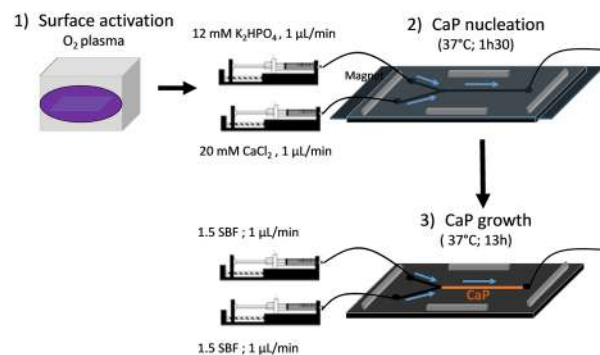 1) Surface activation
O₂ plasma
12 mM K₂HPO₄, 1 µL/min
20 mM CaCl₂, 1 µL/min
2) CaP nucleation
(37°C; 1h30)
Magnet
3) CaP growth
( 37°C; 13h)
1.5 SBF ; 1 µL/min
1.5 SBF ; 1 µL/min
CaP